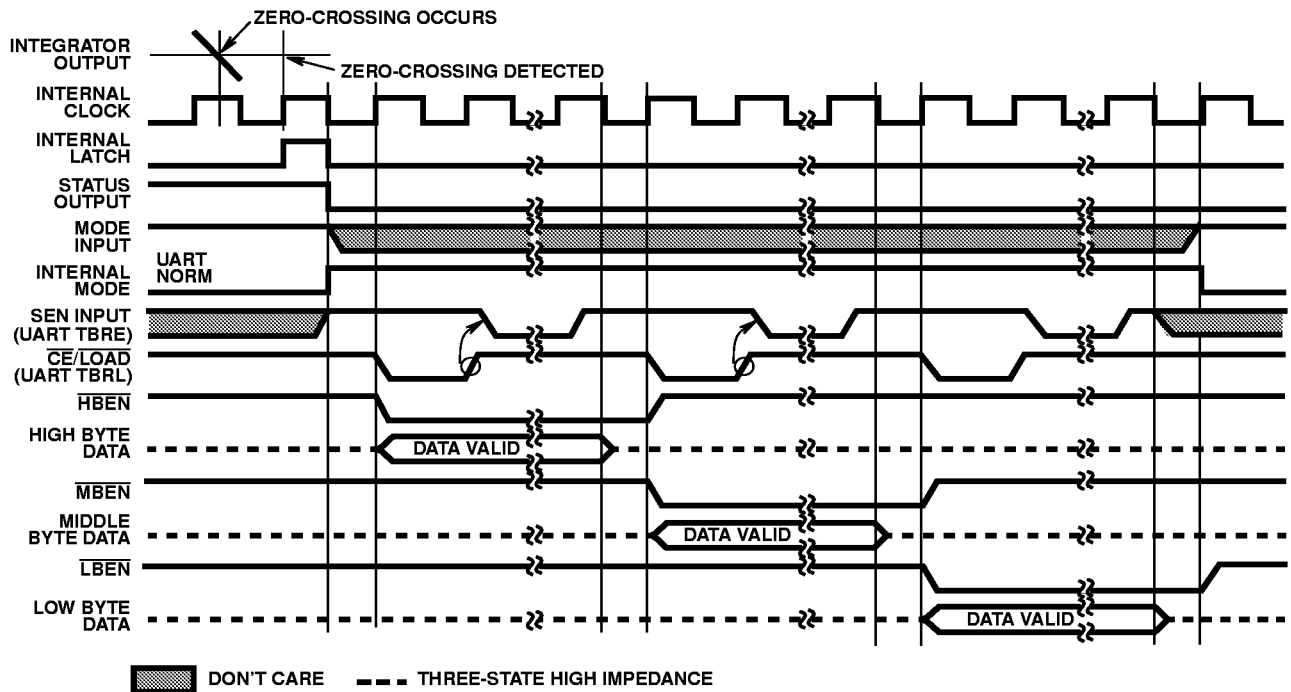 ZERO-CROSSING OCCURS
INTEGRATOR
OUTPUT
ZERO-CROSSING DETECTED
INTERNAL
CLOCK
INTERNAL
LATCH
STATUS
OUTPUT
MODE
INPUT
UART
NORM
INTERNAL
MODE
SEN INPUT
(UART TBRE)
CE/LOAD
(UART TBRL)
HBEN
HIGH BYTE
DATA
DATA VALID
MBEN
MIDDLE
BYTE DATA
DATA VALID
LBEN
LOW BYTE
DATA
DATA VALID
DON'T CARE
THREE-STATE HIGH IMPEDANCE